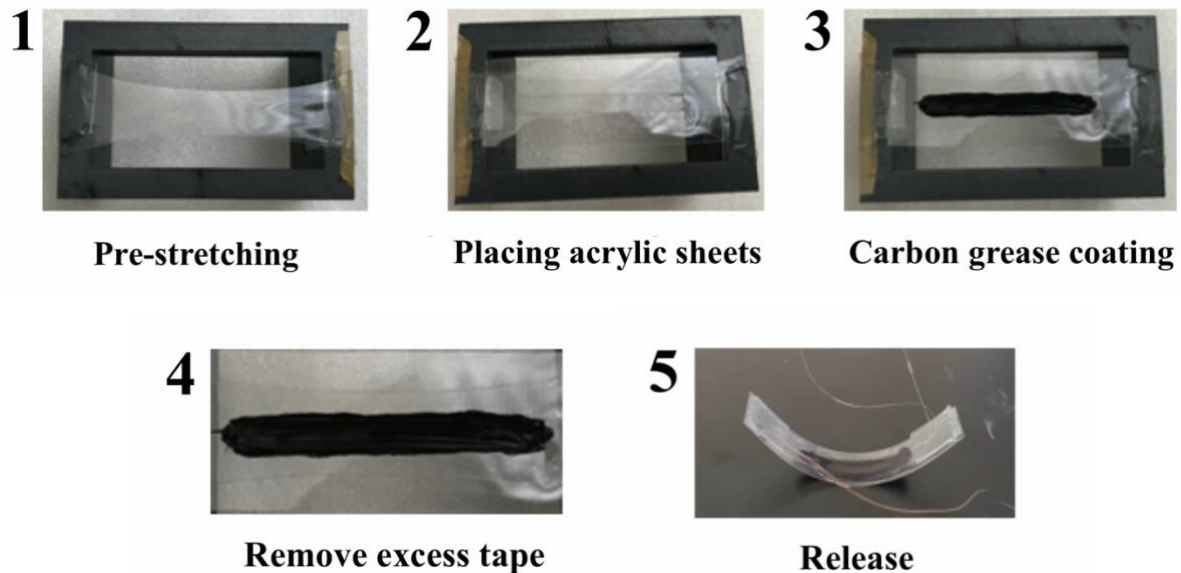 1
2
3
Pre-stretching
Placing acrylic sheets
Carbon grease coating
4
5
Remove excess tape
Release